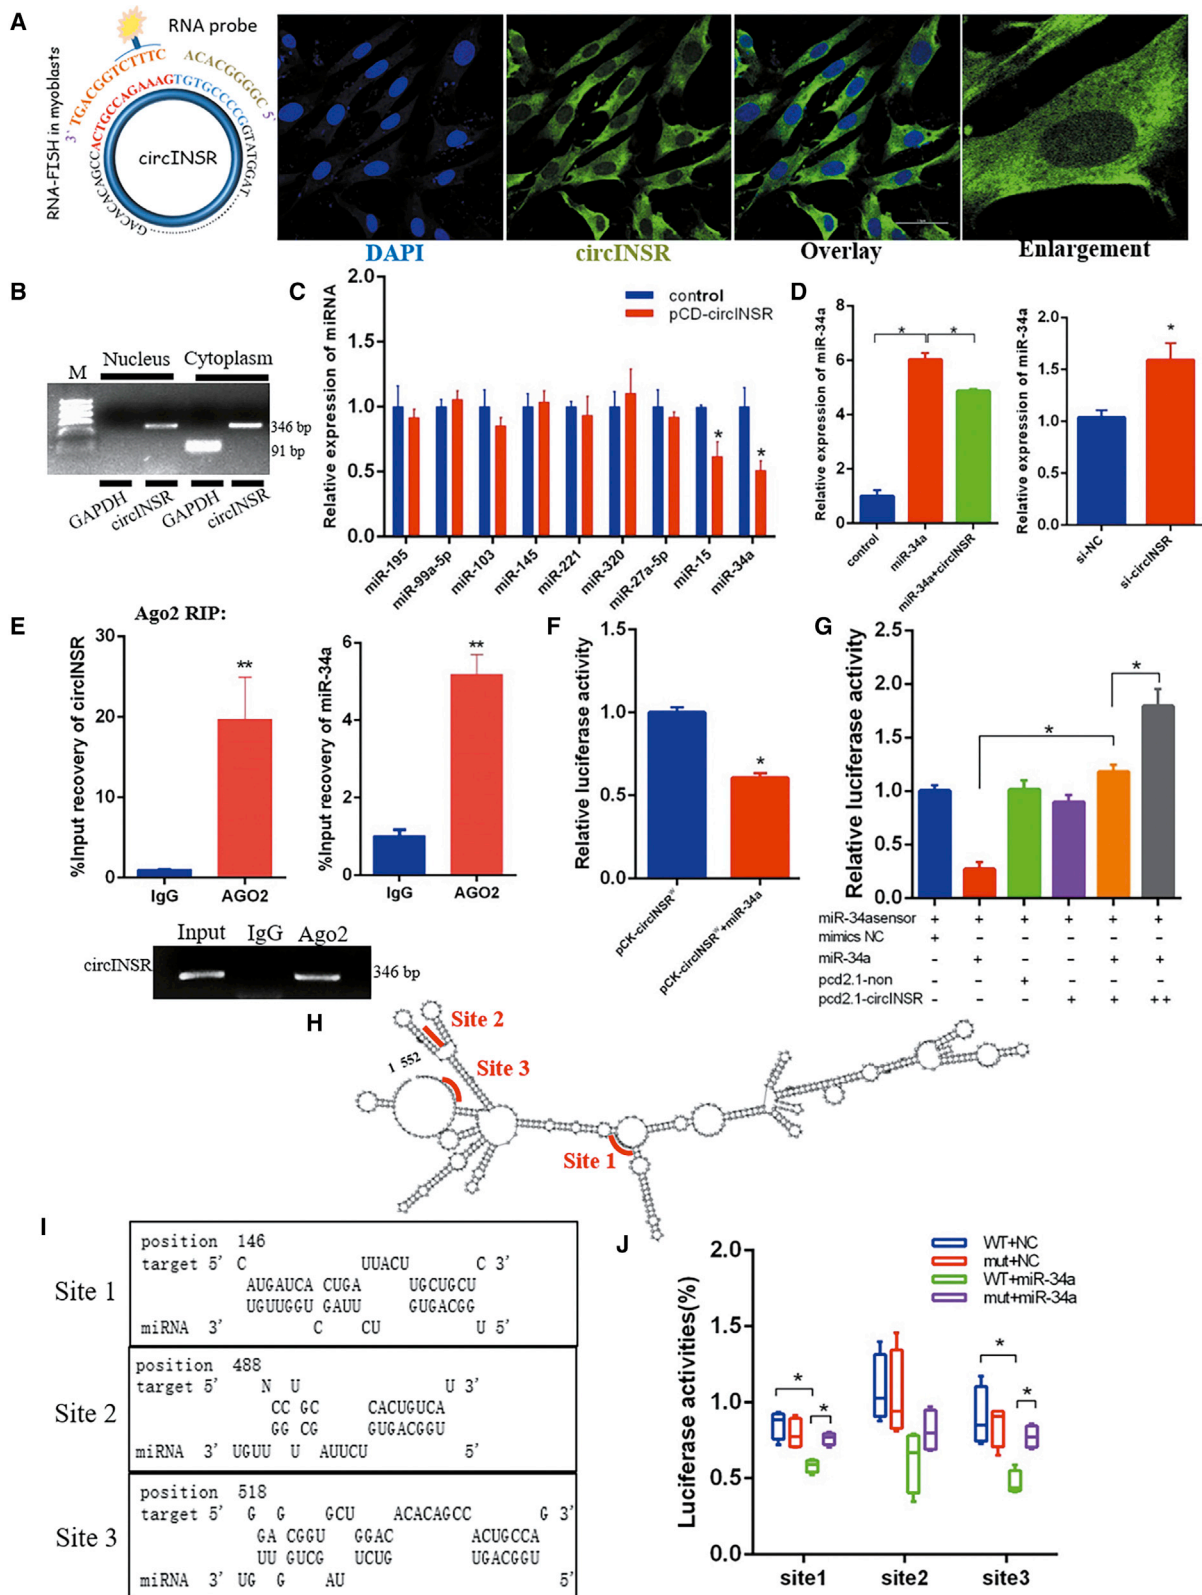 A
RNA probe
RNA-FISH in myoblasts
3` TGACGGTCTTTC ACACGGGGC 5`
GACACACAGCCACTGCCAGAAAGTGTGCCCCGGTATGGAT
circINSR
DAPI
circINSR
Overlay
Enlargement
B
Nucleus
Cytoplasm
M
346 bp
91 bp
GAPDH
circINSR
GAPDH
circINSR
C
Relative expression of miRNA
2.0
1.5
1.0
0.5
0.0
control
pCD-circINSR
*
*
miR-195
miR-99a-5p
miR-103
miR-145
miR-221
miR-320
miR-27a-5p
miR-15
miR-34a
D
Relative expression of miR-34a
8
6
4
2
0
*
*
control
miR-34a
miR-34a+circINSR
Relative expression of miR-34a
2.0
1.5
1.0
0.5
0.0
*
si-NC
si-circINSR
E
Ago2 RIP:
%Input recovery of circINSR
30
20
10
0
**
IgG
AGO2
%Input recovery of miR-34a
6
4
2
0
**
IgG
AGO2
Input
IgG
Ago2
circINSR
346 bp
F
Relative luciferase activity
1.5
1.0
0.5
0.0
*
pCK-circINSR
pCK-circINSR +miR-34a
G
Relative luciferase activity
2.5
2.0
1.5
1.0
0.5
0.0
*
*
miR-34asensor + + + + + +
mimics NC + - - - - -
miR-34a - + - - + +
pcd2.1-non - - + - - -
pcd2.1-circINSR - - - + + ++
H
Site 2
1 552
Site 3
Site 1
I
Site 1
position 146
target 5' C UUACU C 3'
AUGAUCA CUGA UGCUGCU
UGUUGGU GAUU GUGACGG
miRNA 3' C CU U 5'
Site 2
position 488
target 5' N U U 3'
CC GC CACUGUCA
GG CG GUGACGGU
miRNA 3' UGUU U AUUCU 5'
Site 3
position 518
target 5' G G GCU ACACAGCC G 3'
GA CGGU GGAC ACUGCCA
UU GUCG UCUG UGACGGU
miRNA 3' UG G AU 5'
J
Luciferase activities(%)
2.0
1.5
1.0
0.5
0.0
WT+NC
mut+NC
WT+miR-34a
mut+miR-34a
*
*
*
*
site1
site2
site3